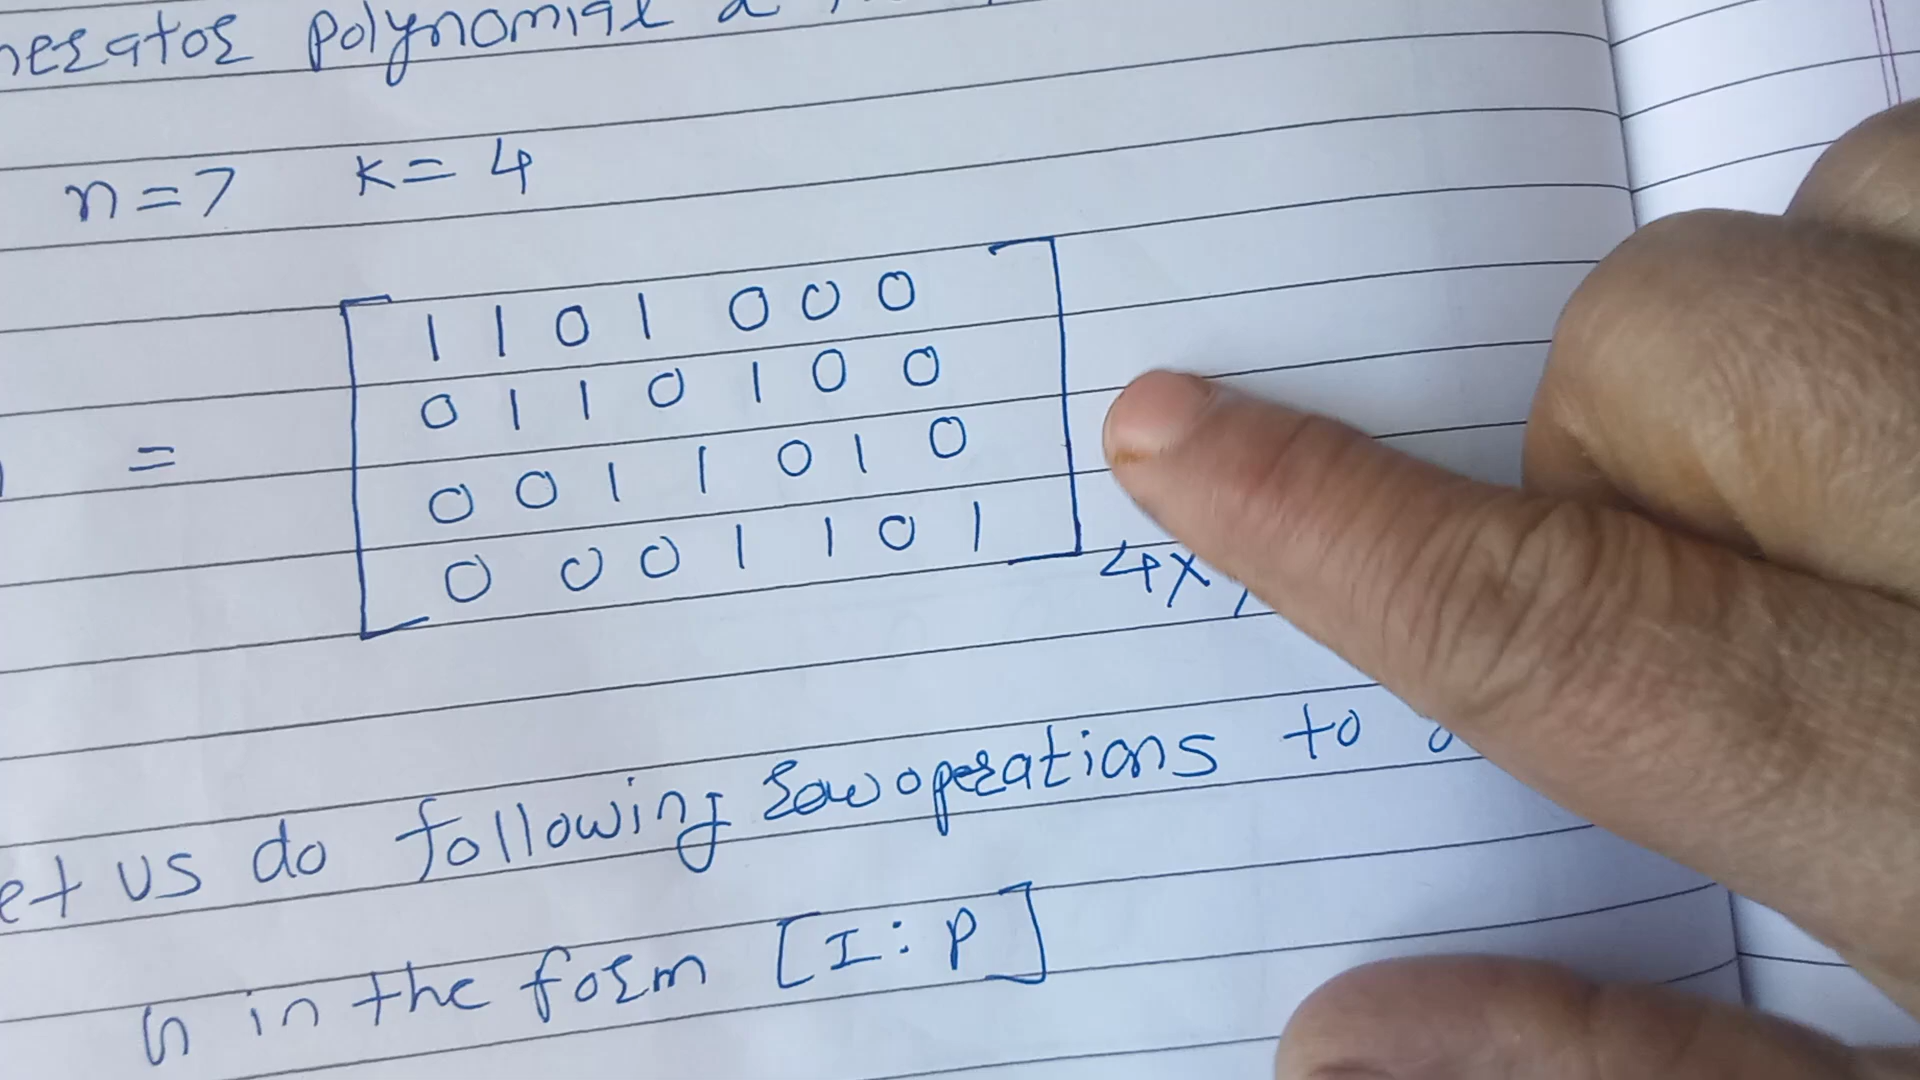 polynomial
n=7 k=4
=
1 1 0 1 0 0 0
0 1 1 0 1 0 0
0 0 1 1 0 1 0
0 0 0 1 1 0 1
4x
us do following row operations to
G in the form [I:P]